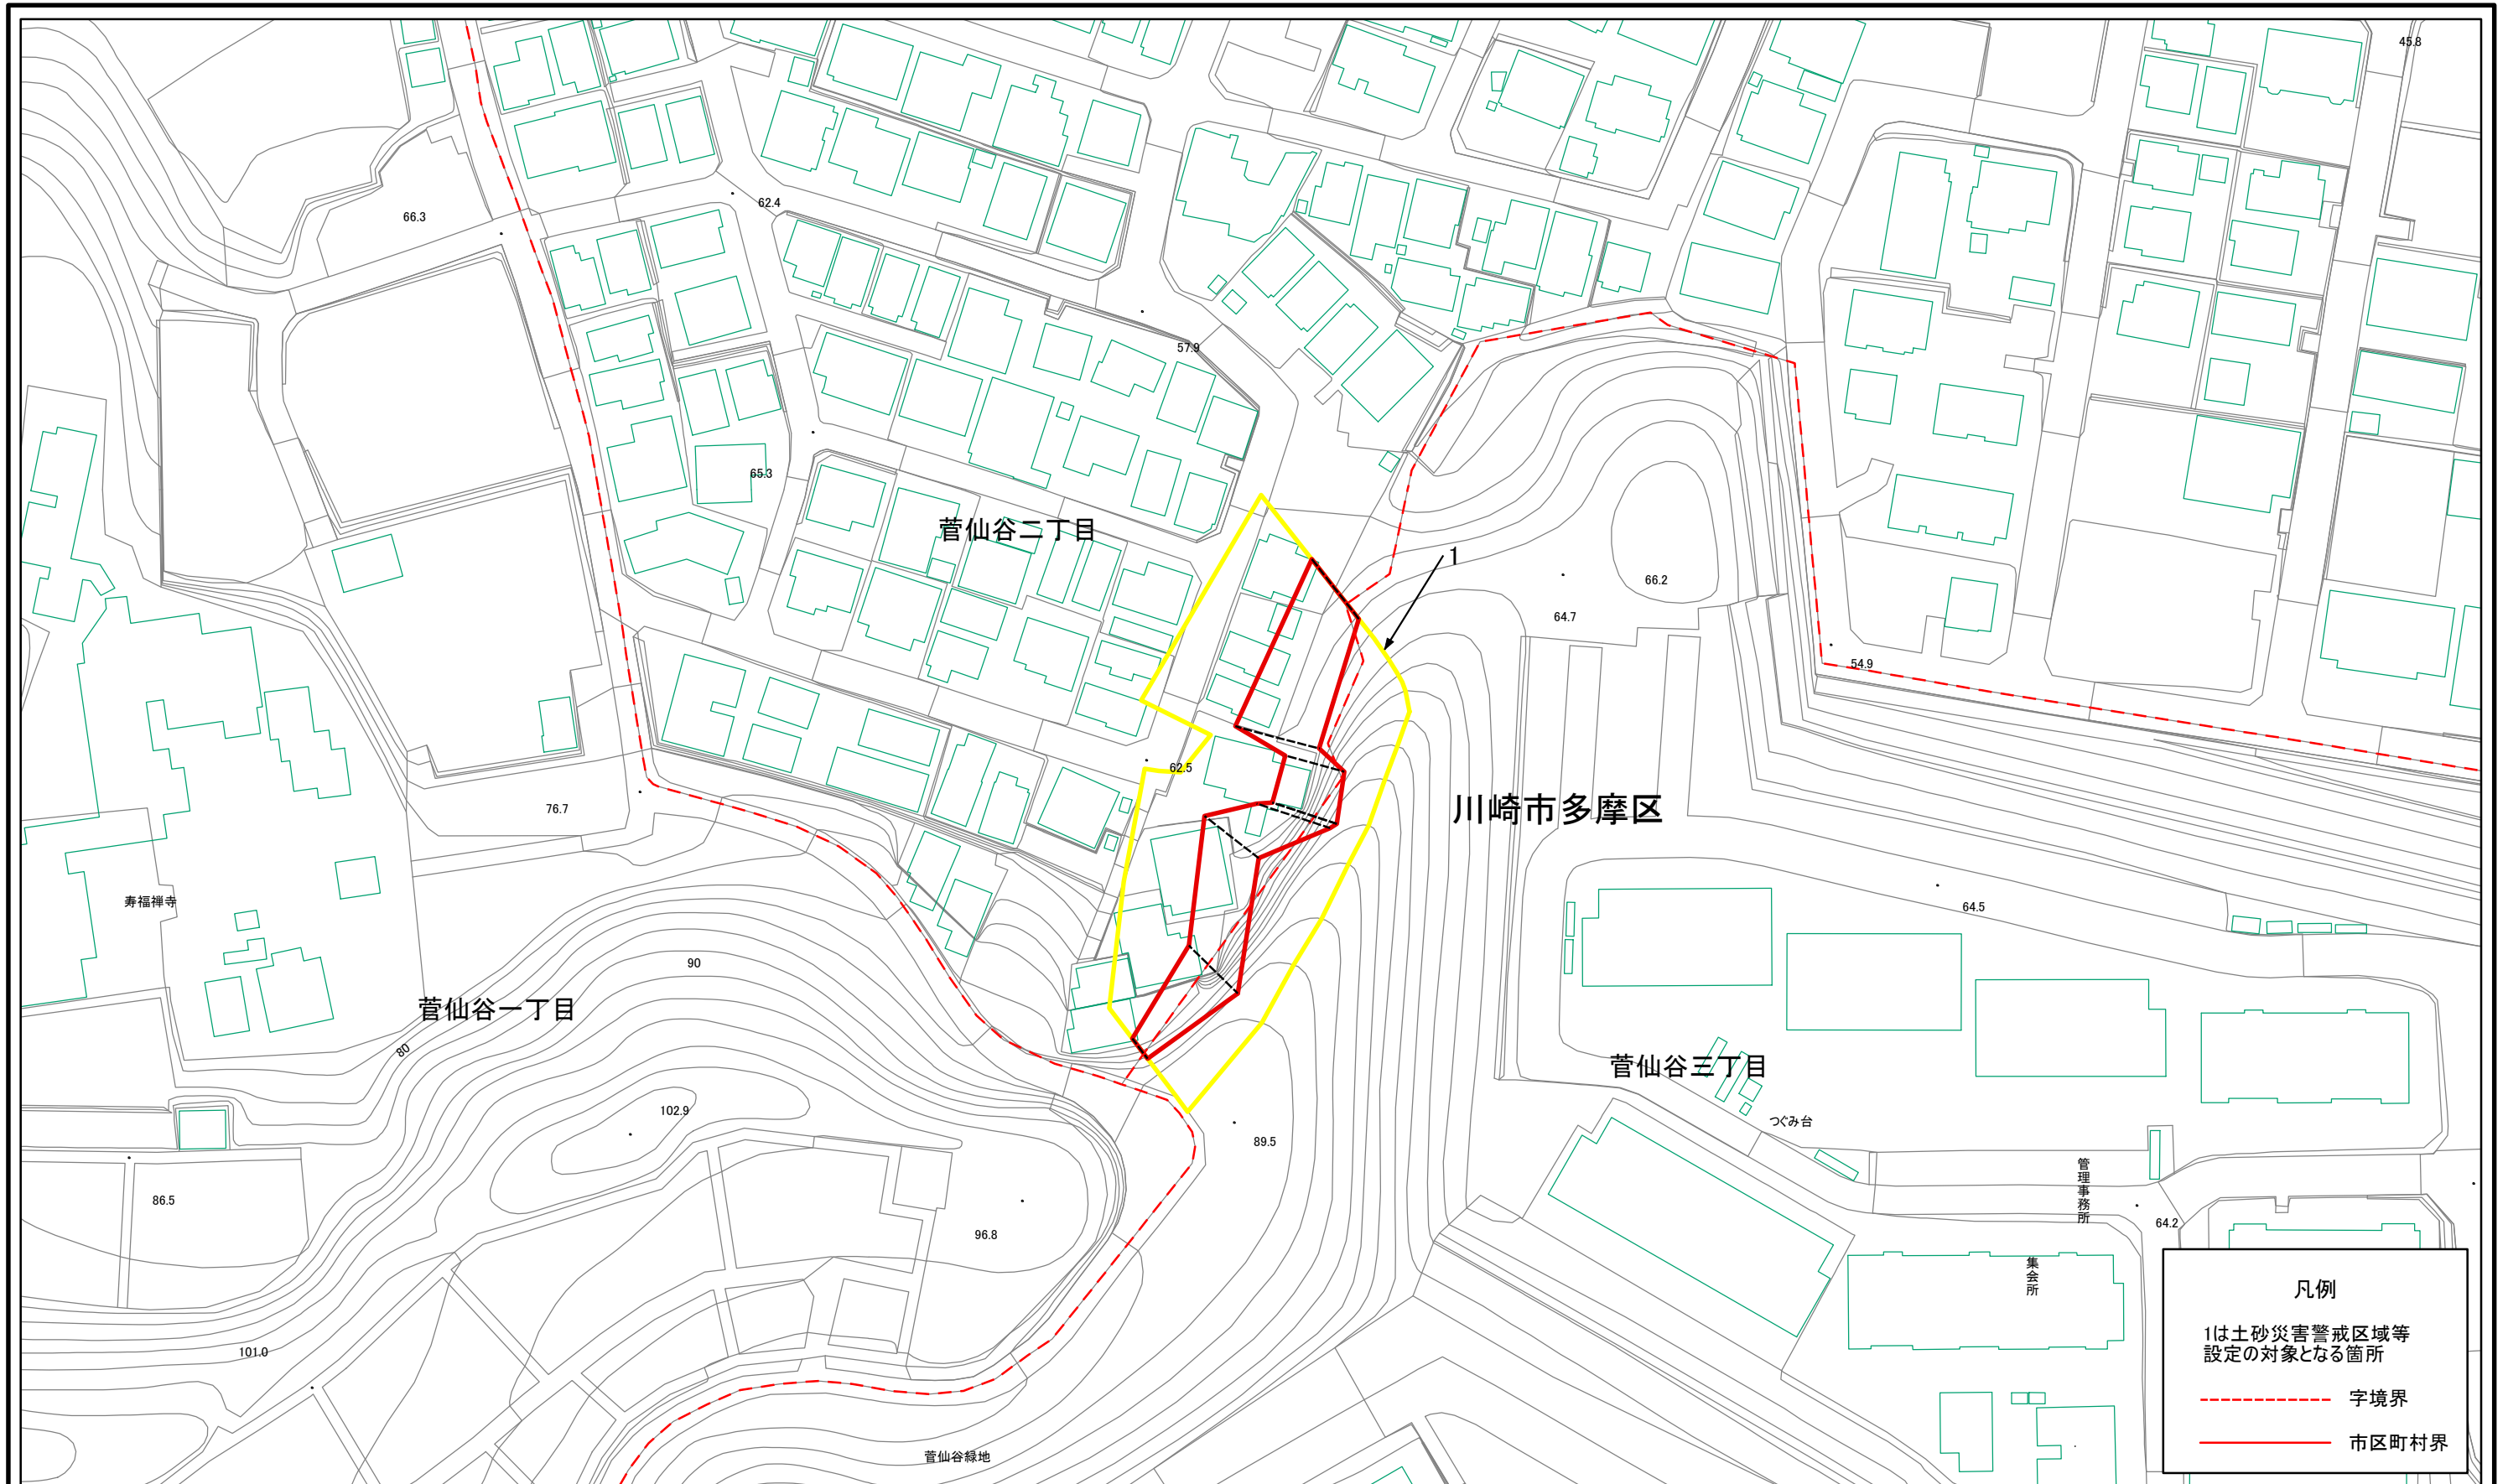 45.8
66.3
62.4
57.9
65.3
菅仙谷二丁目
1
66.2
64.7
54.9
62.5
76.7
川崎市多摩区
寿福禅寺
64.5
90
菅仙谷一丁目
80
菅仙谷三丁目
102.9
つぐみ台
89.5
86.5
管理事務所
64.2
96.8
集会所
101.0
菅仙谷緑地
凡例
1は土砂災害警戒区域等
設定の対象となる箇所
字境界
市区町村界